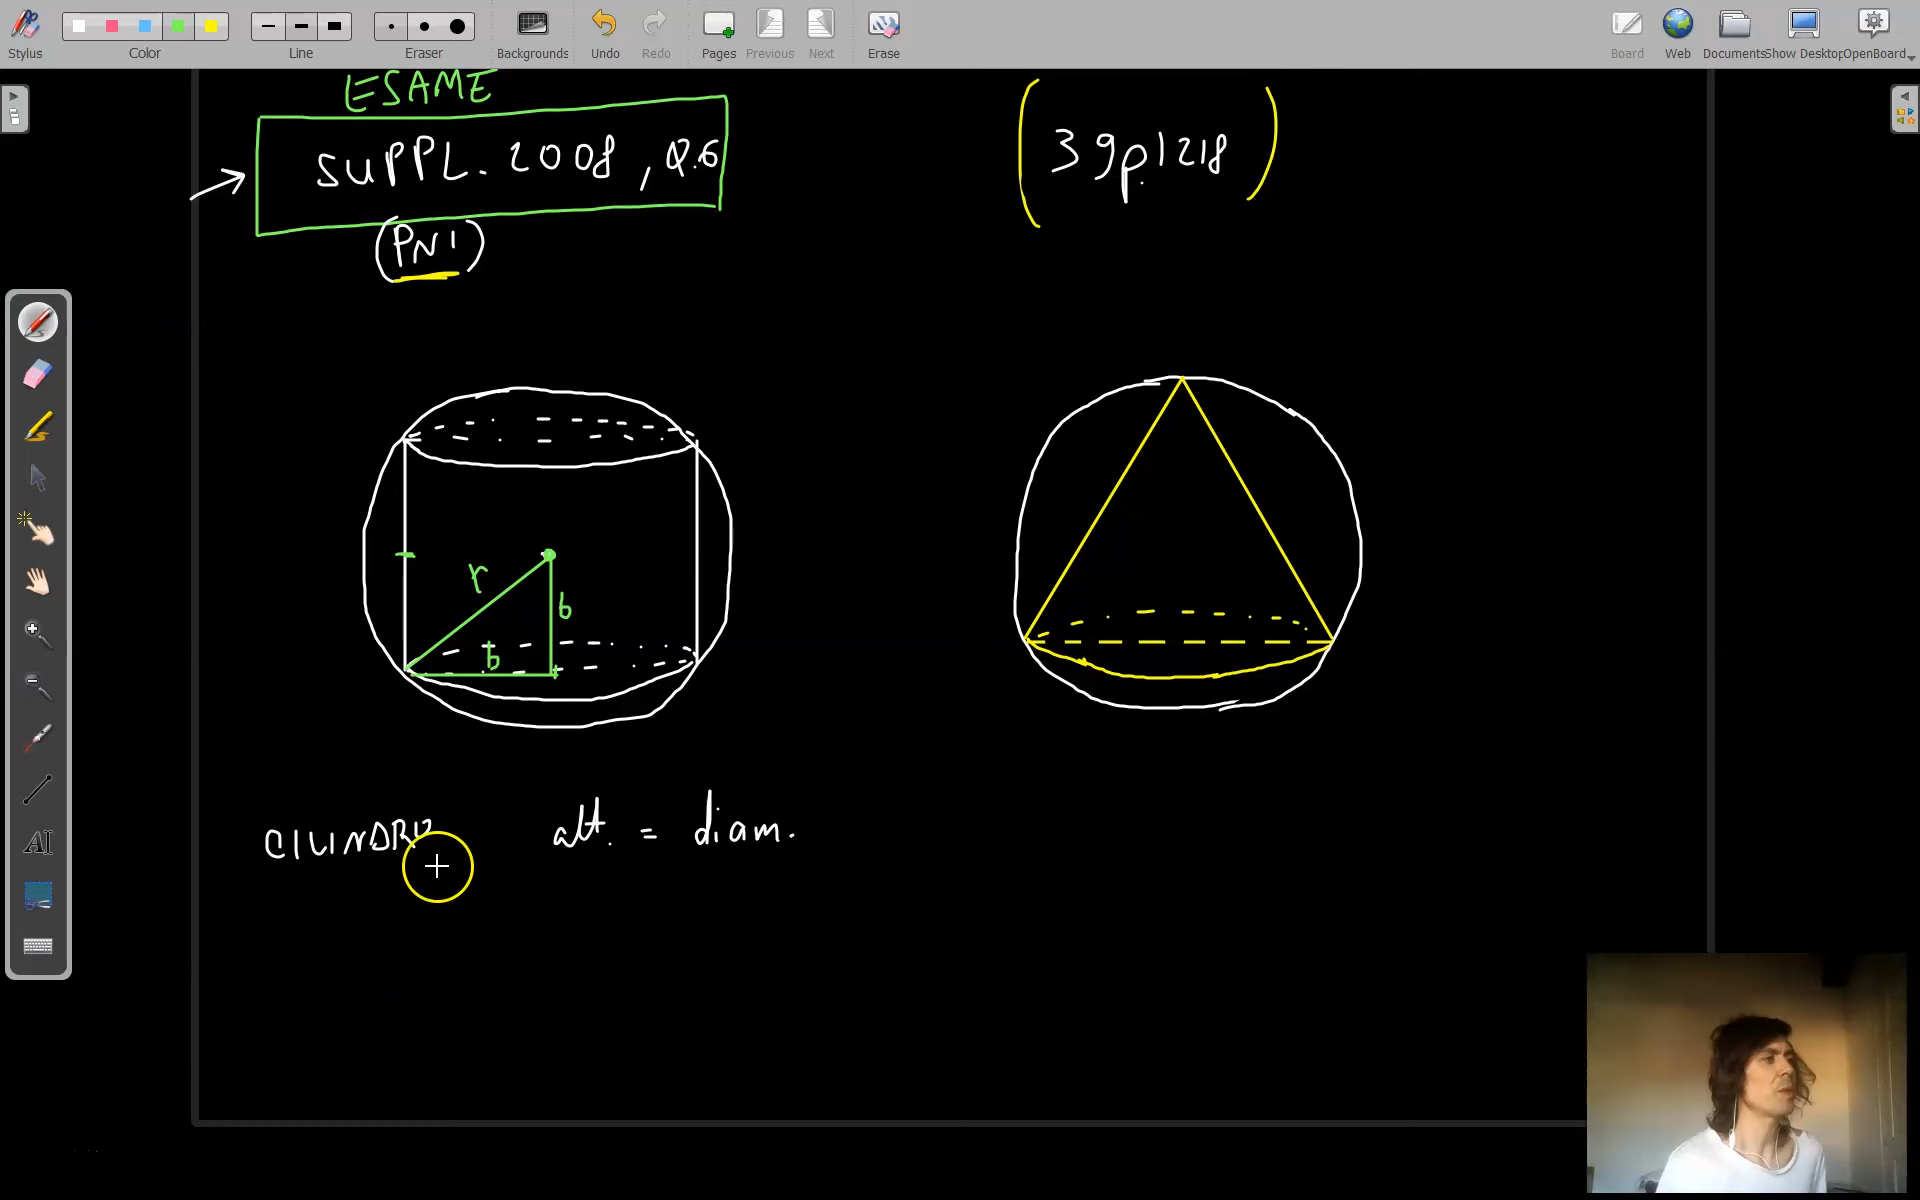 Stylus Color Line Eraser Backgrounds Undo Redo Pages Previous Next Erase Board Web Documents Show Desktop OpenBoard
ESAME
SUPPL. 2008, Q.6
(PNI)
(39p1218)
r
b
b
CILINDRO alt. = diam.
AI